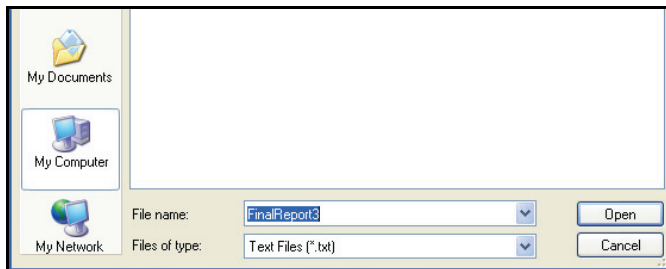 My Documents
My Computer
My Network
File name:
FinalReport3
Open
Files of type:
Text Files (*.txt)
Cancel